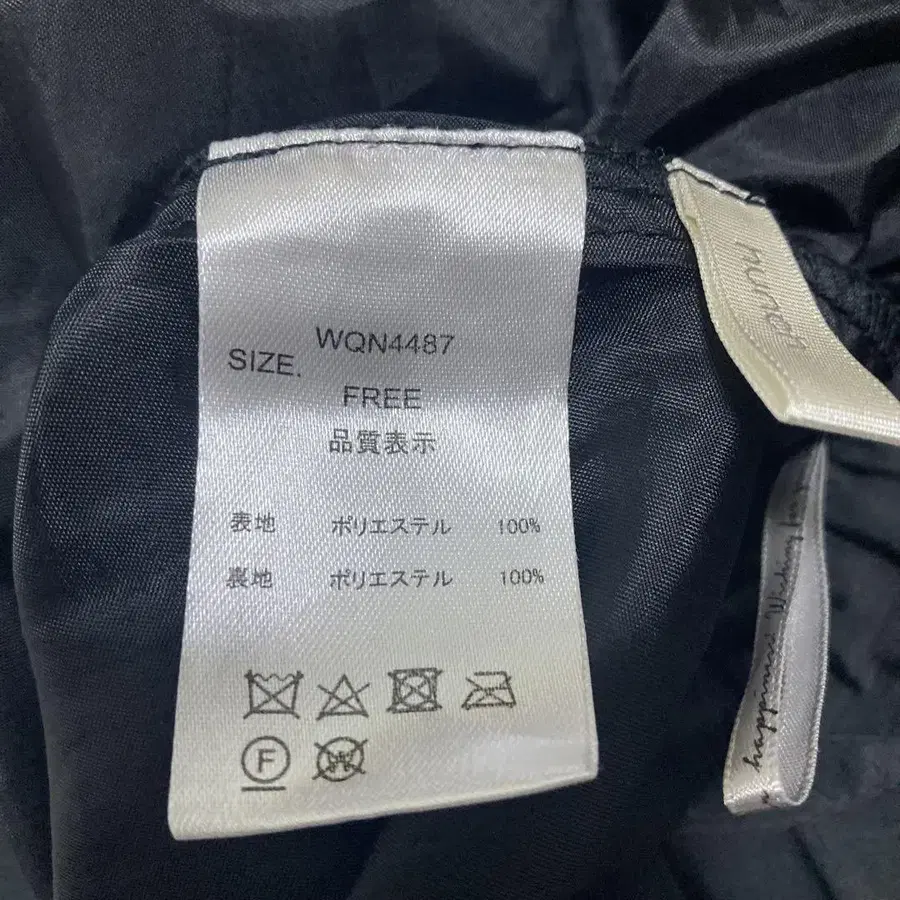 WQN4487
SIZE.
FREE
品質表示
表地 ポリエステル 100%
裏地 ポリエステル 100%
F
W